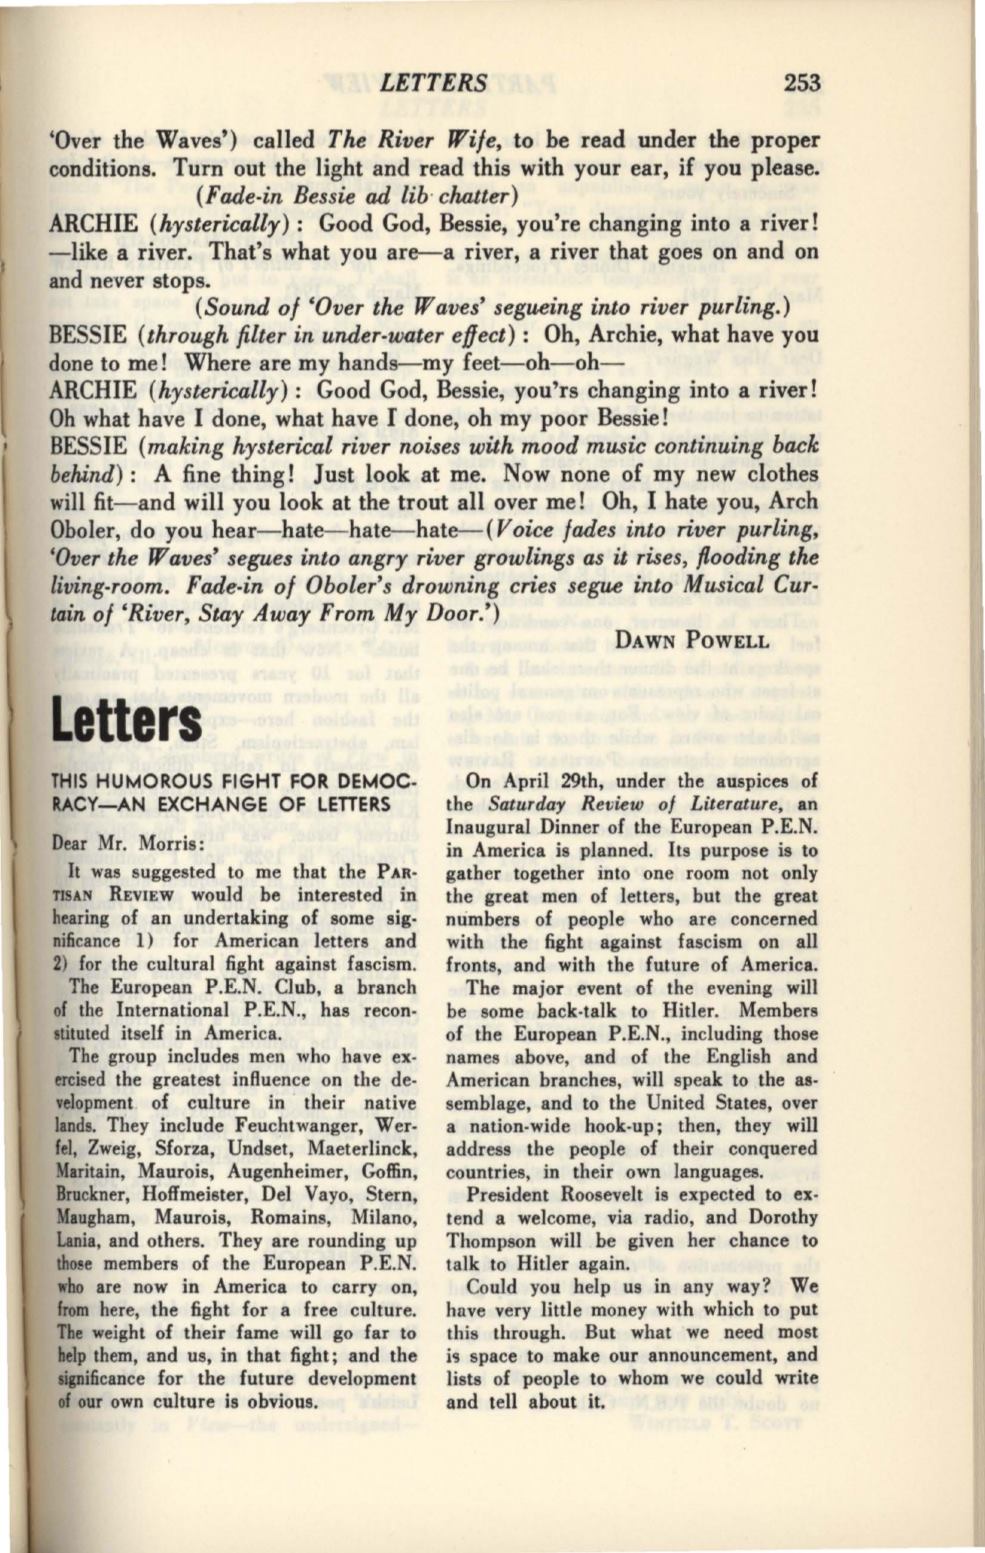 LETTERS 253
‘Over the Waves’) called The River Wife, to be read under the proper
conditions. Turn out the light and read this with your ear, if you please.
(Fade-in Bessie ad lib chatter)
ARCHIE (hysterically) : Good God, Bessie, you're changing into a river!
—like a river. That's what you are—a river, a river that goes on and on
and never stops.
(Sound of ‘Over the Waves’ segueing into river purling.)
BESSIE (through filter in under-water effect) : Oh, Archie, what have you
done to me! Where are my hands—my feet—oh—oh—
ARCHIE (hysterically) : Good God, Bessie, you'rs changing into a river!
Oh what have I done, what have I done, oh my poor Bessie!
BESSIE (making hysterical river noises with mood music continuing back
behind) : A fine thing! Just look at me. Now none of my new clothes
will fit—and will you look at the trout all over me! Oh, I hate you, Arch
Oboler, do you hear—hate—hate—hate—(Voice fades into river purling,
‘Over the Waves’ segues into angry river growlings as it rises, flooding the
living-room. Fade-in of Oboler's drowning cries segue into Musical Cur-
tain of ‘River, Stay Away From My Door.’)
DAWN POWELL
Letters
THIS HUMOROUS FIGHT FOR DEMOC-
RACY—AN EXCHANGE OF LETTERS
Dear Mr. Morris:
It was suggested to me that the PAR-
TISAN REVIEW would be interested in
hearing of an undertaking of some sig-
nificance 1) for American letters and
2) for the cultural fight against fascism.
The European P.E.N. Club, a branch
of the International P.E.N., has recon-
stituted itself in America.
The group includes men who have ex-
ercised the greatest influence on the de-
velopment of culture in their native
lands. They include Feuchtwanger, Wer-
fel, Zweig, Sforza, Undset, Maeterlinck,
Maritain, Maurois, Augenheimer, Goffin,
Bruckner, Hoffmeister, Del Vayo, Stern,
Maugham, Maurois, Romains, Milano,
Lania, and others. They are rounding up
those members of the European P.E.N.
who are now in America to carry on,
from here, the fight for a free culture.
The weight of their fame will go far to
help them, and us, in that fight; and the
significance for the future development
of our own culture is obvious.
On April 29th, under the auspices of
the Saturday Review of Literature, an
Inaugural Dinner of the European P.E.N.
in America is planned. Its purpose is to
gather together into one room not only
the great men of letters, but the great
numbers of people who are concerned
with the fight against fascism on all
fronts, and with the future of America.
The major event of the evening will
be some back-talk to Hitler. Members
of the European P.E.N., including those
names above, and of the English and
American branches, will speak to the as-
semblage, and to the United States, over
a nation-wide hook-up; then, they will
address the people of their conquered
countries, in their own languages.
President Roosevelt is expected to ex-
tend a welcome, via radio, and Dorothy
Thompson will be given her chance to
talk to Hitler again.
Could you help us in any way? We
have very little money with which to put
this through. But what we need most
is space to make our announcement, and
lists of people to whom we could write
and tell about it.